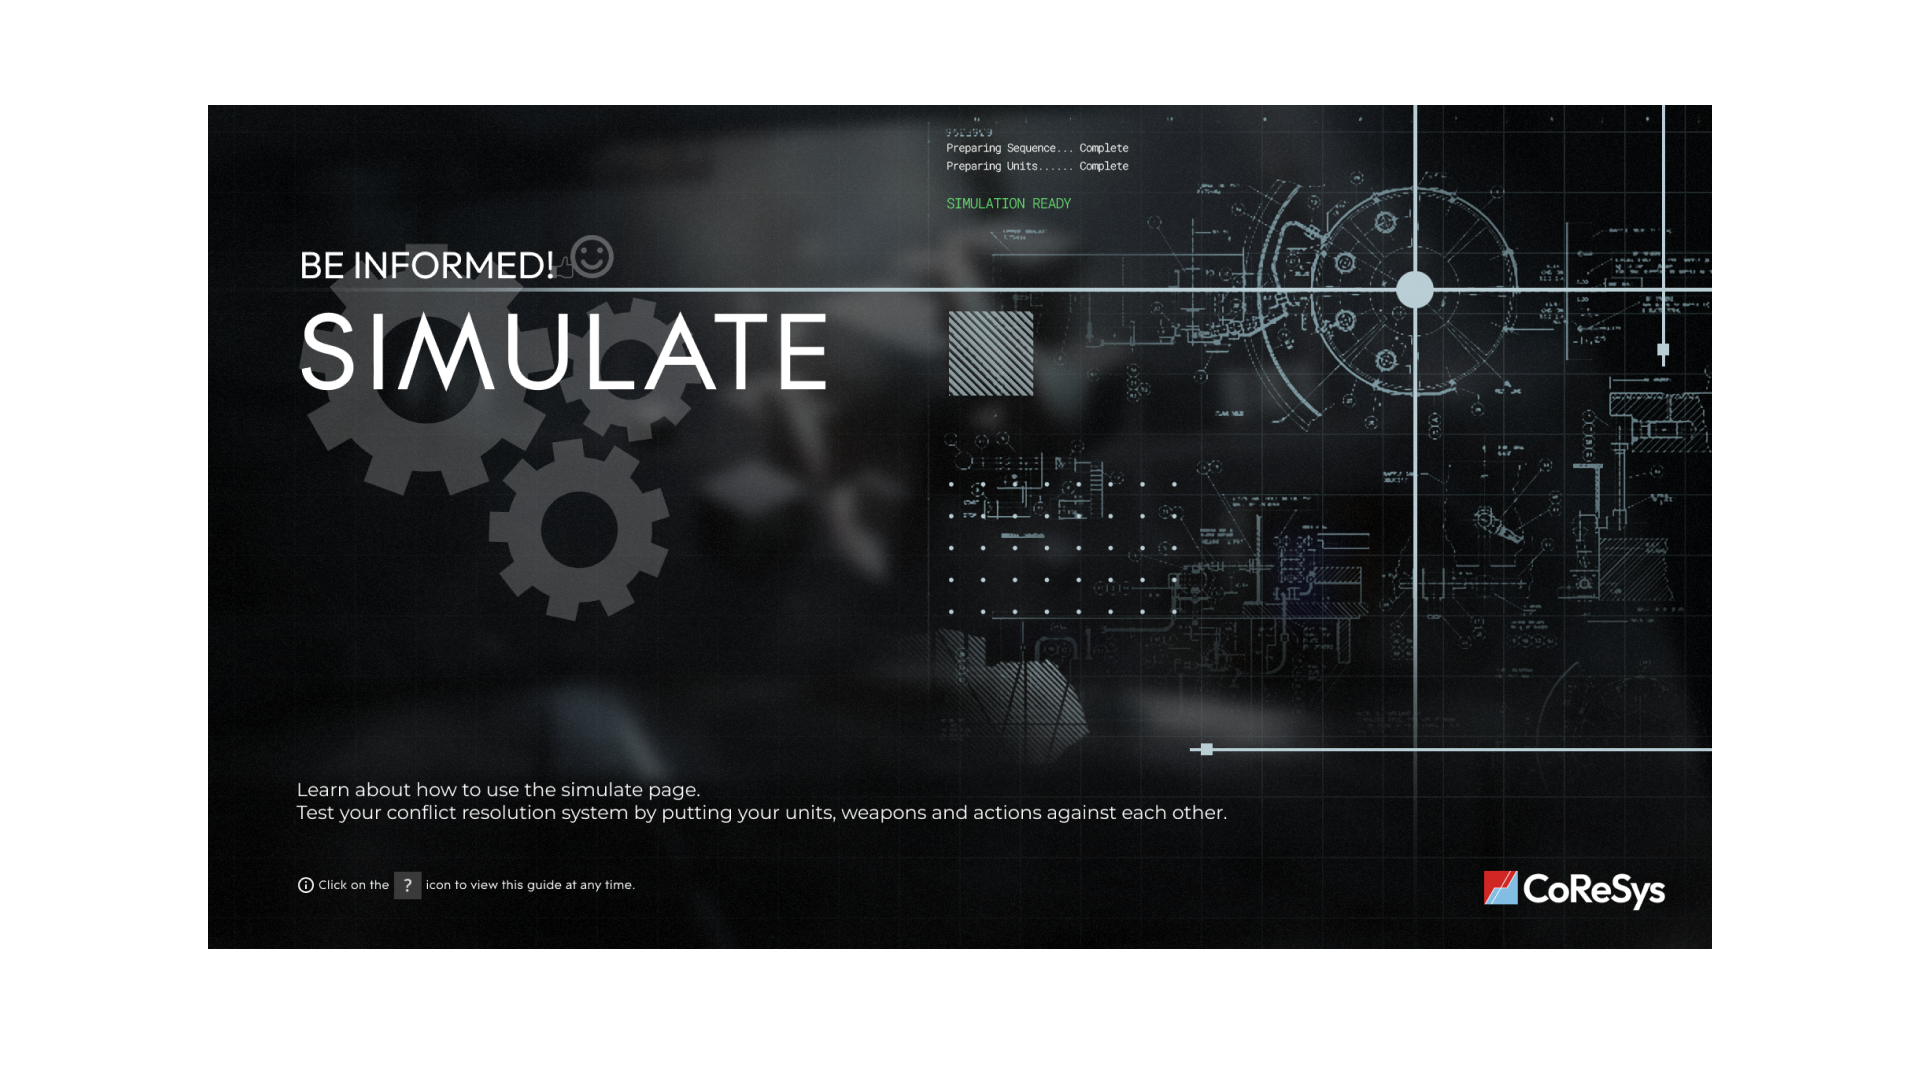 Preparing Sequence... Complete
Preparing Units...... Complete
SIMULATION READY
BE INFORMED!
SIMULATE
Learn about how to use the simulate page.
Test your conflict resolution system by putting your units, weapons and actions against each other.
Click on the ? icon to view this guide at any time.
CoReSys